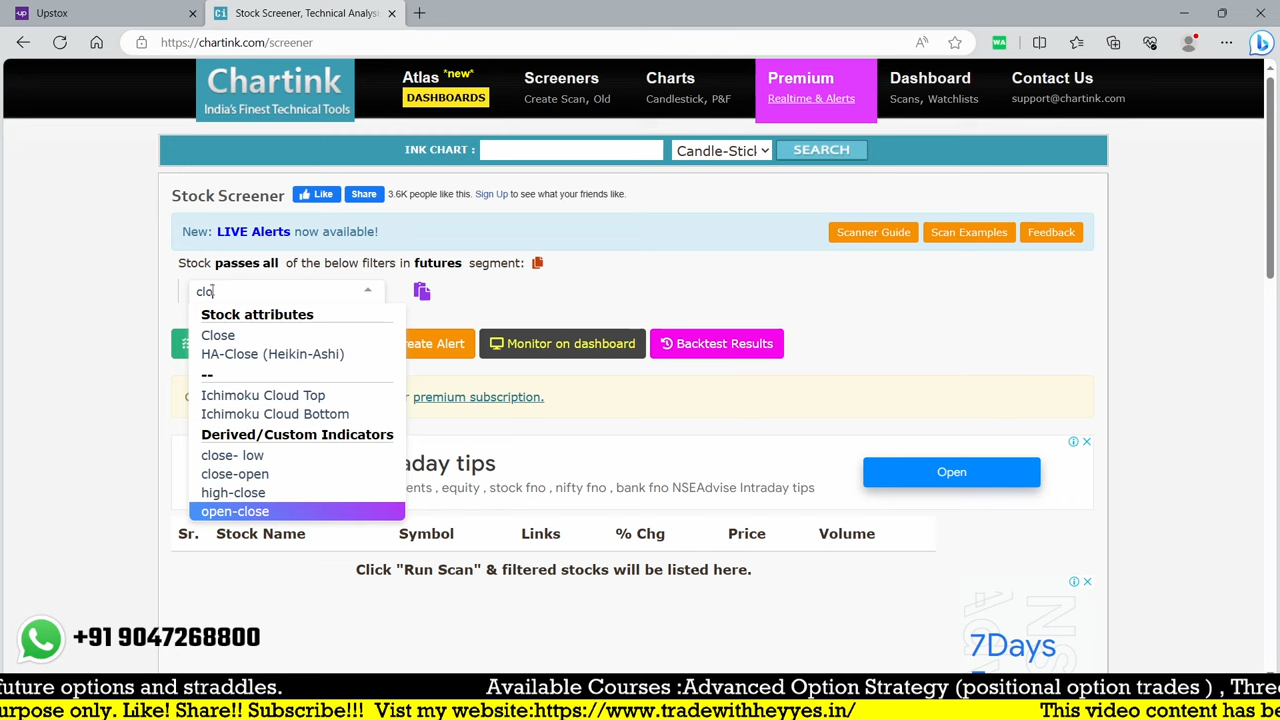 Upstox
Stock Screener, Technical Analysis
https://chartink.com/screener
Chartink
India's Finest Technical Tools
Atlas *new*
DASHBOARDS
Screeners
Create Scan, Old
Charts
Candlestick, P&F
Premium
Realtime & Alerts
Dashboard
Scans, Watchlists
Contact Us
support@chartink.com
INK CHART :
Candle-Stick
SEARCH
Stock Screener
Like
Share
3.6K people like this. Sign Up to see what your friends like.
New: LIVE Alerts now available!
Scanner Guide
Scan Examples
Feedback
Stock passes all of the below filters in futures segment:
clo
Stock attributes
Close
HA-Close (Heikin-Ashi)
--
Ichimoku Cloud Top
Ichimoku Cloud Bottom
Derived/Custom Indicators
close- low
close-open
high-close
open-close
eate Alert
Monitor on dashboard
Backtest Results
r premium subscription.
aday tips
ents , equity , stock fno , nifty fno , bank fno NSEAdvise Intraday tips
Open
Sr. Stock Name Symbol Links % Chg Price Volume
Click "Run Scan" & filtered stocks will be listed here.
7Days
+91 9047268800
future options and straddles. Available Courses :Advanced Option Strategy (positional option trades ) , Three
urpose only. Like! Share!! Subscribe!!! Vist my website:https://www.tradewithheyyes.in/ This video content has be